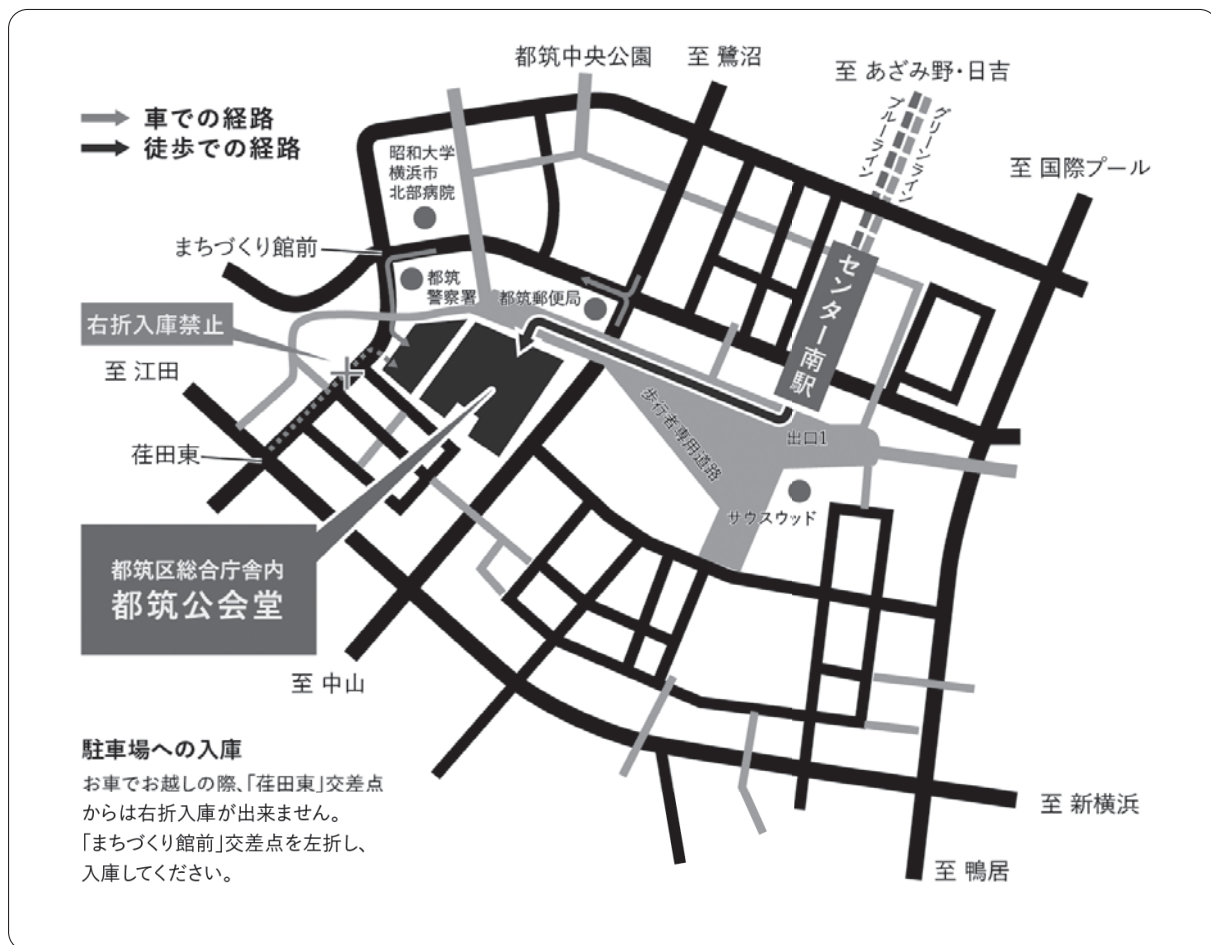 都筑中央公園
至 鷺沼
至 あざみ野・日吉
ブルーライン
グリーンライン
至 国際プール
車での経路
徒歩での経路
昭和大学
横浜市
北部病院
まちづくり館前
都筑
警察署
都筑郵便局
センター南駅
右折入庫禁止
至 江田
歩行者専用道路
出口1
荏田東
サウスウッド
都筑区総合庁舎内
都筑公会堂
至 中山
駐車場への入庫
お車でお越しの際、「荏田東」交差点
からは右折入庫が出来ません。
「まちづくり館前」交差点を左折し、
入庫してください。
至 新横浜
至 鴨居